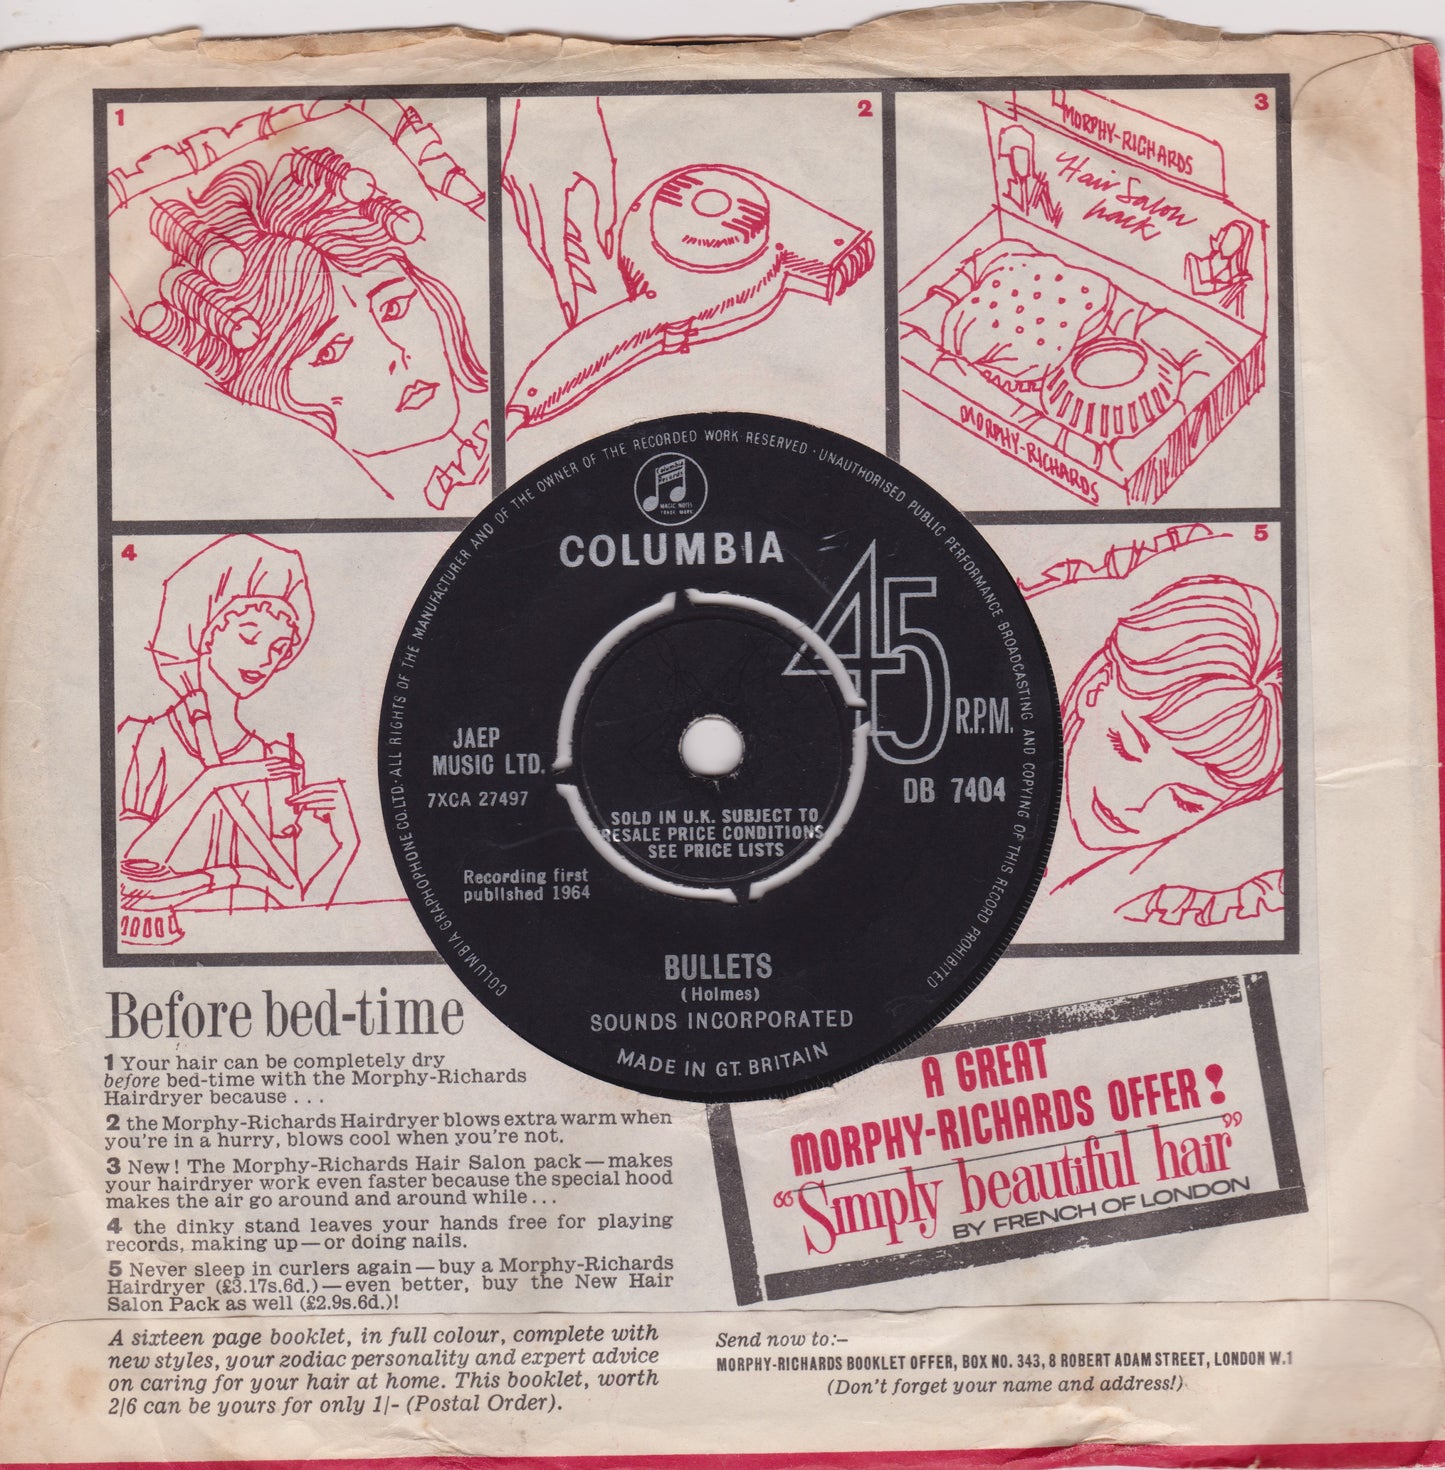 1
2
3
MORPHY-RICHARDS
Hair Salon
Pack
MORPHY-RICHARDS
4
5
COLUMBIA GRAPHOPHONE CO.LTD·ALL RIGHTS OF THE MANUFACTURER AND OF THE OWNER OF THE RECORDED WORK RESERVED·UNAUTHORISED PUBLIC PERFORMANCE·BROADCASTING AND COPYING OF THIS RECORD PROHIBITED
Columbia
Records
MAGIC NOTES
TRADE MARK
COLUMBIA
45
R.P.M.
JAEP
MUSIC LTD.
7XCA 27497
DB 7404
SOLD IN U.K. SUBJECT TO
RESALE PRICE CONDITIONS
SEE PRICE LISTS
Recording first
published 1964
BULLETS
(Holmes)
SOUNDS INCORPORATED
MADE IN GT. BRITAIN
Before bed-time
1 Your hair can be completely dry
before bed-time with the Morphy-Richards
Hairdryer because ...
2 the Morphy-Richards Hairdryer blows extra warm when
you're in a hurry, blows cool when you're not.
3 New! The Morphy-Richards Hair Salon pack—makes
your hairdryer work even faster because the special hood
makes the air go around and around while...
4 the dinky stand leaves your hands free for playing
records, making up—or doing nails.
5 Never sleep in curlers again—buy a Morphy-Richards
Hairdryer (£3.17s.6d.)—even better, buy the New Hair
Salon Pack as well (£2.9s.6d.)!
A GREAT
MORPHY-RICHARDS OFFER!
"Simply beautiful hair"
BY FRENCH OF LONDON
A sixteen page booklet, in full colour, complete with
new styles, your zodiac personality and expert advice
on caring for your hair at home. This booklet, worth
2/6 can be yours for only 1/- (Postal Order).
Send now to:–
MORPHY-RICHARDS BOOKLET OFFER, BOX NO. 343, 8 ROBERT ADAM STREET, LONDON W.1
(Don't forget your name and address!)